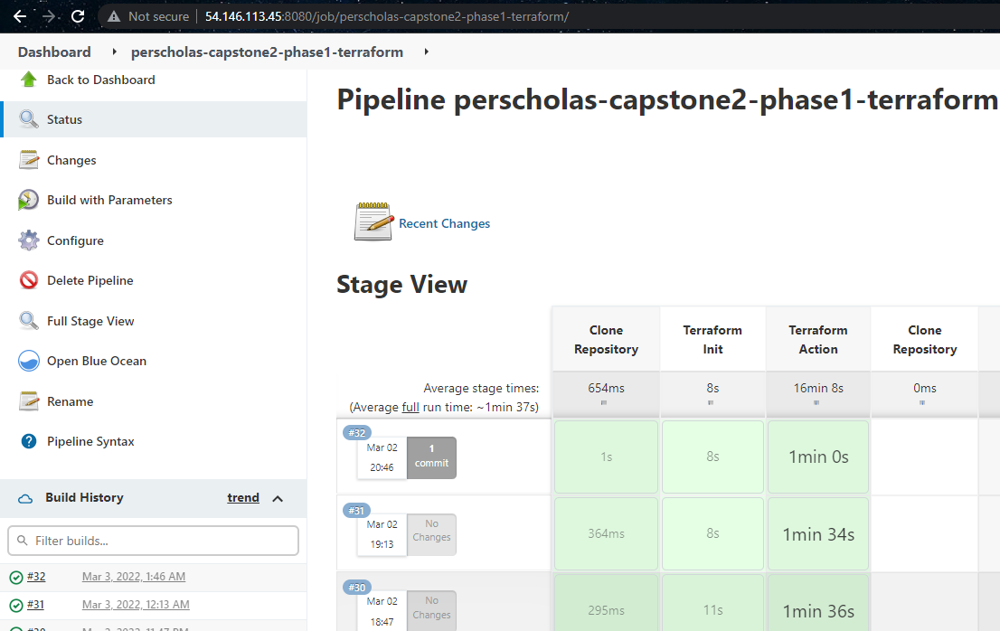 Not secure
54.146.113.45:8080/job/perscholas-capstone2-phase1-terraform/
Dashboard
perscholas-capstone2-phase1-terraform
Back to Dashboard
Status
Changes
Build with Parameters
Configure
Delete Pipeline
Full Stage View
Open Blue Ocean
Rename
Pipeline Syntax
Build History
trend
Filter builds...
#32
Mar 3, 2022, 1:46 AM
#31
Mar 3, 2022, 12:13 AM
Pipeline perscholas-capstone2-phase1-terraform
Recent Changes
Stage View
Clone
Repository
Terraform
Init
Terraform
Action
Clone
Repository
Average stage times:
(Average full run time: ~1min 37s)
654ms
8s
16min 8s
0ms
#32
Mar 02
20:46
1
commit
1s
8s
1min 0s
#31
Mar 02
19:13
No
Changes
364ms
8s
1min 34s
#30
Mar 02
18:47
No
Changes
295ms
11s
1min 36s